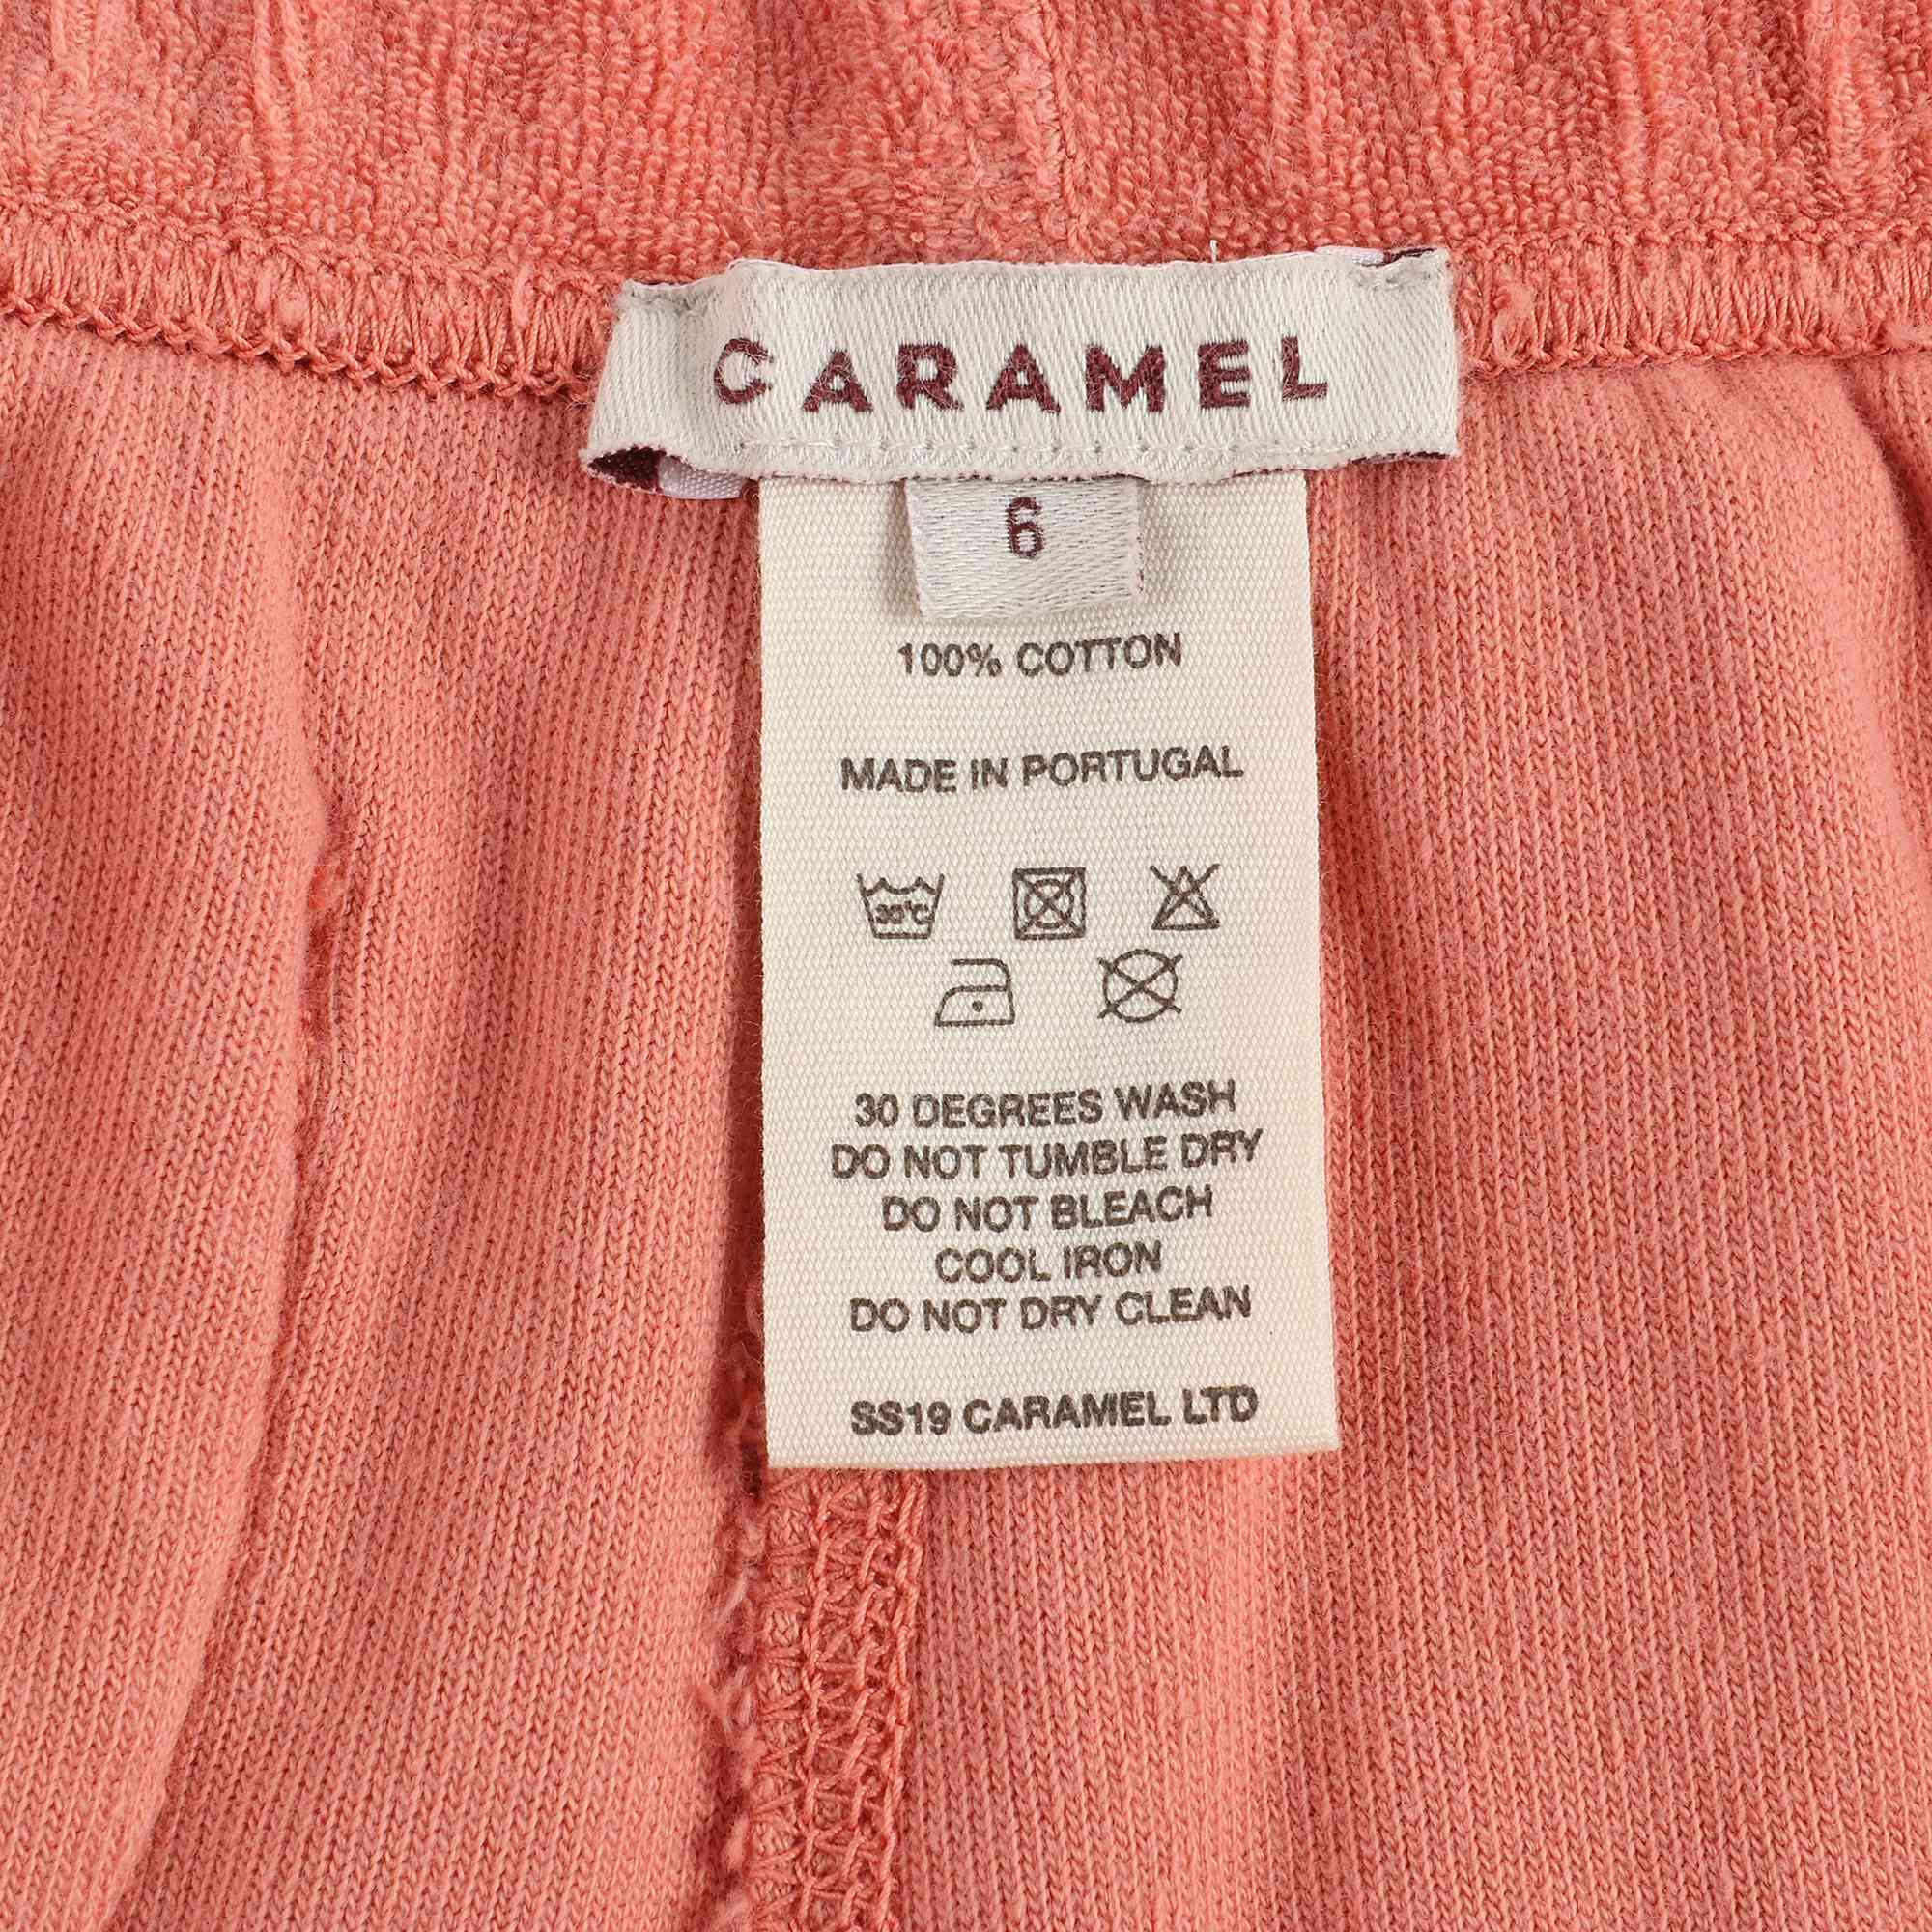 CARAMEL
6
100% COTTON
MADE IN PORTUGAL
30°C
30 DEGREES WASH
DO NOT TUMBLE DRY
DO NOT BLEACH
COOL IRON
DO NOT DRY CLEAN
SS19 CARAMEL LTD